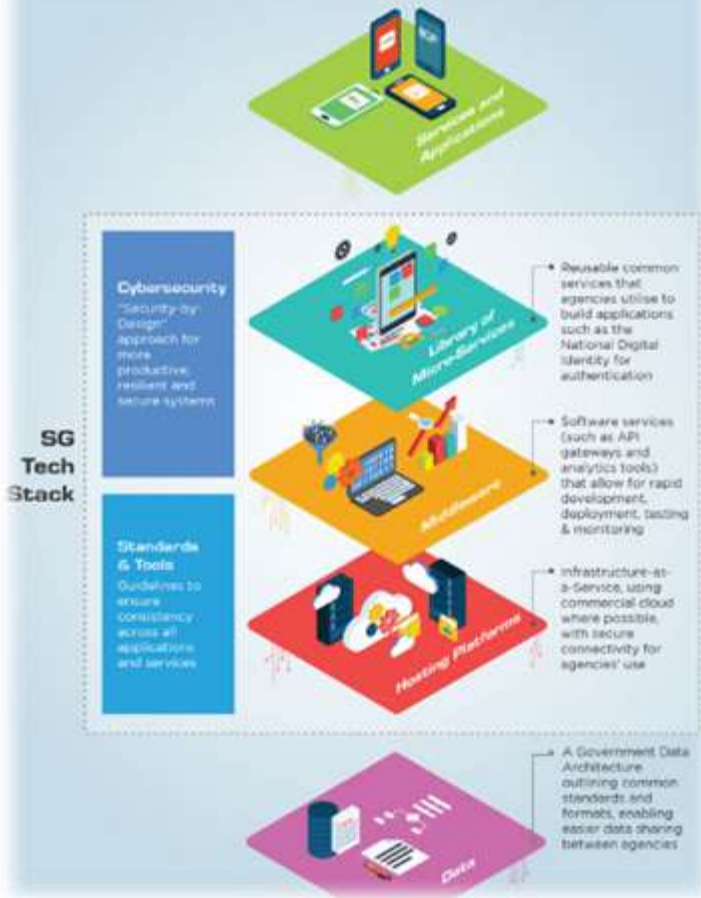 Services and
Applications
SG
Tech
Stack
Cybersecurity
"Security-by-
Design"
approach for
more
productive,
resilient and
secure systems
Standards
& Tools
Guidelines to
ensure
consistency
across all
applications
and services
Library of
Micro-Services
Reusable common
services that
agencies utilise to
build applications
such as the
National Digital
Identity for
authentication
Middleware
Software services
(such as API
gateways and
analytics tools)
that allow for rapid
development,
deployment, testing
& monitoring
Hosting Platforms
Infrastructure-as-
a-Service, using
commercial cloud
where possible,
with secure
connectivity for
agencies' use
Data
A Government Data
Architecture
outlining common
standards and
formats, enabling
easier data sharing
between agencies